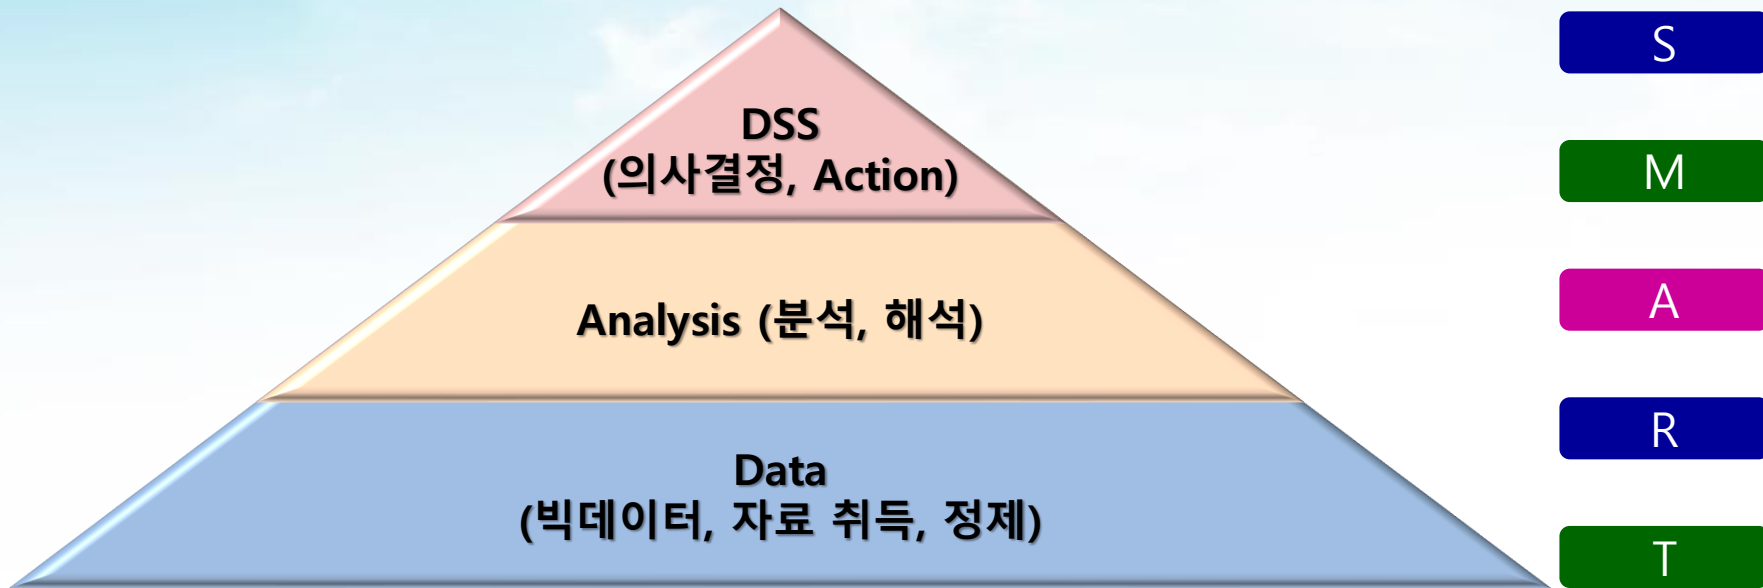 DSS
(의사결정, Action)
Analysis (분석, 해석)
Data
(빅데이터, 자료 취득, 정제)
S
M
A
R
T